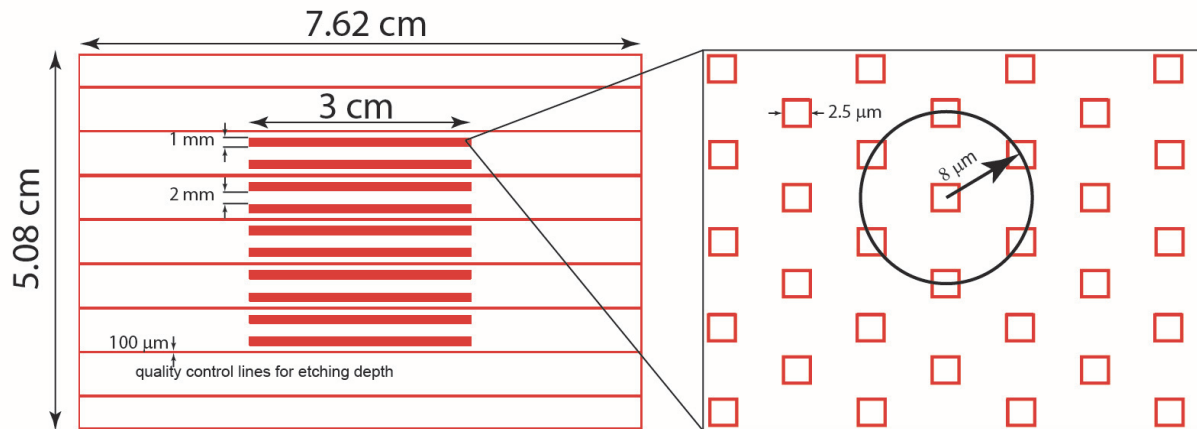 7.62 cm
3 cm
1 mm
2 mm
5.08 cm
100 µm
quality control lines for etching depth
2.5 µm
8 µm